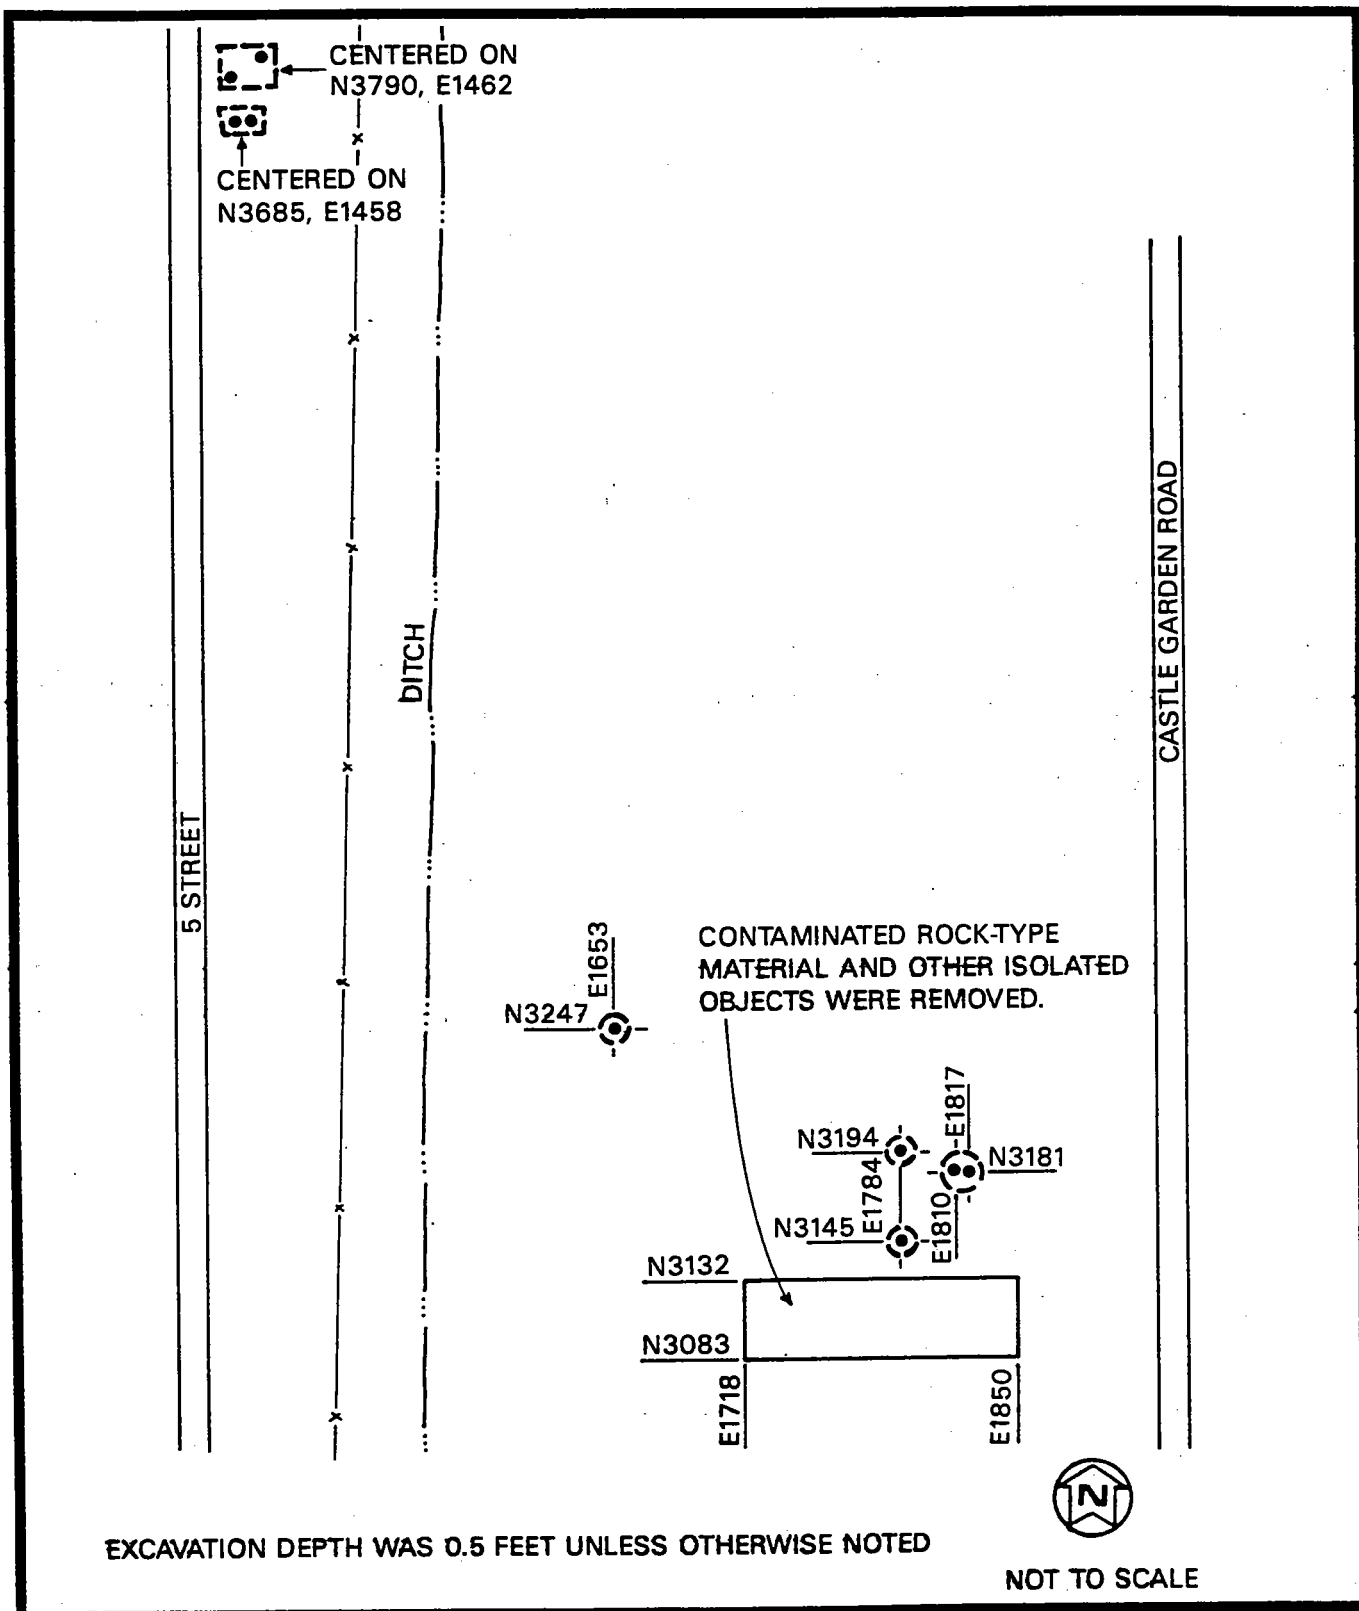 CENTERED ON
N3790, E1462
CENTERED ON
N3685, E1458
CASTLE GARDEN ROAD
DITCH
5 STREET
CONTAMINATED ROCK-TYPE
MATERIAL AND OTHER ISOLATED
OBJECTS WERE REMOVED.
E1653
N3247
E1817
N3194
N3181
E1784
E1810
N3145
N3132
N3083
E1718
E1850
N
EXCAVATION DEPTH WAS 0.5 FEET UNLESS OTHERWISE NOTED
NOT TO SCALE